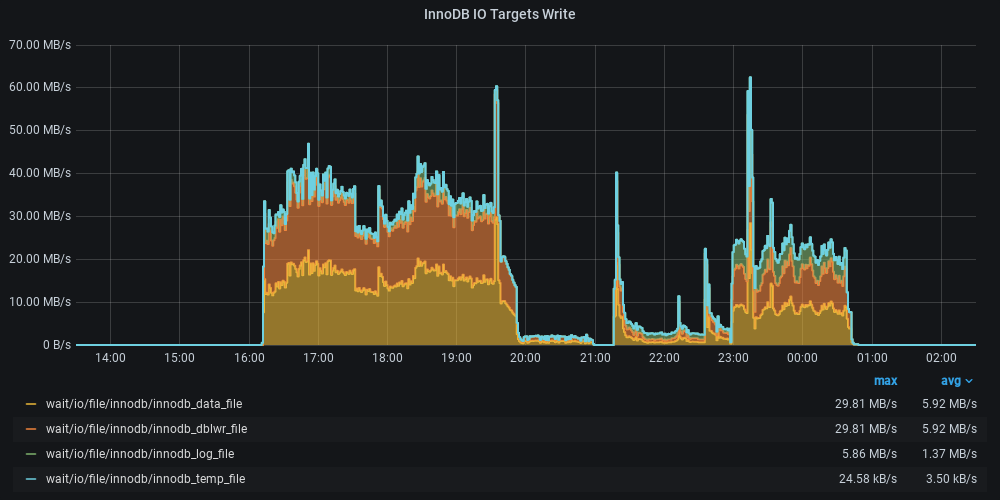 InnoDB IO Targets Write
70.00 MB/s
60.00 MB/s
50.00 MB/s
40.00 MB/s
30.00 MB/s
20.00 MB/s
10.00 MB/s
0 B/s
14:00 15:00 16:00 17:00 18:00 19:00 20:00 21:00 22:00 23:00 00:00 01:00 02:00
max avg
wait/io/file/innodb/innodb_data_file 29.81 MB/s 5.92 MB/s
wait/io/file/innodb/innodb_dblwr_file 29.81 MB/s 5.92 MB/s
wait/io/file/innodb/innodb_log_file 5.86 MB/s 1.37 MB/s
wait/io/file/innodb/innodb_temp_file 24.58 kB/s 3.50 kB/s